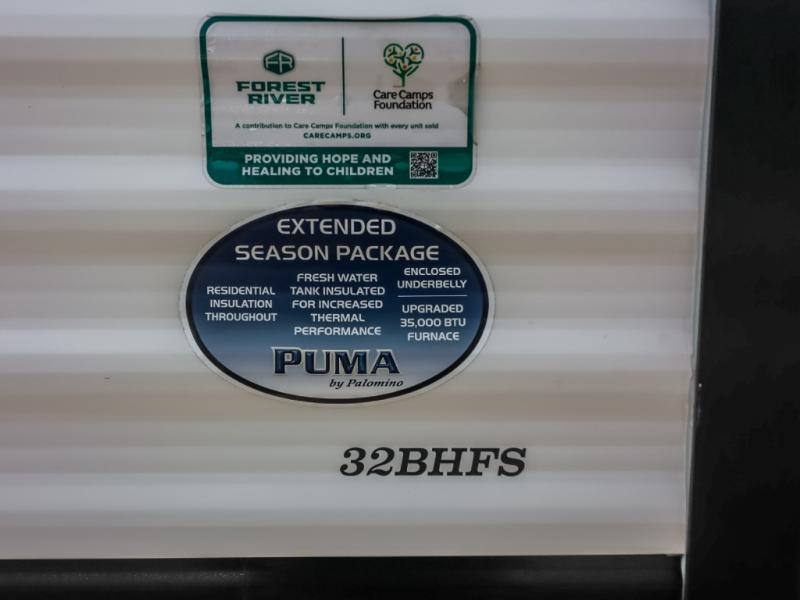 FR
FOREST
RIVER
Care Camps
Foundation
A contribution to Care Camps Foundation with every unit sold
CARECAMPS.ORG
PROVIDING HOPE AND
HEALING TO CHILDREN
EXTENDED
SEASON PACKAGE
RESIDENTIAL
INSULATION
THROUGHOUT
FRESH WATER
TANK INSULATED
FOR INCREASED
THERMAL
PERFORMANCE
ENCLOSED
UNDERBELLY
UPGRADED
35,000 BTU
FURNACE
PUMA
by Palomino
32BHFS